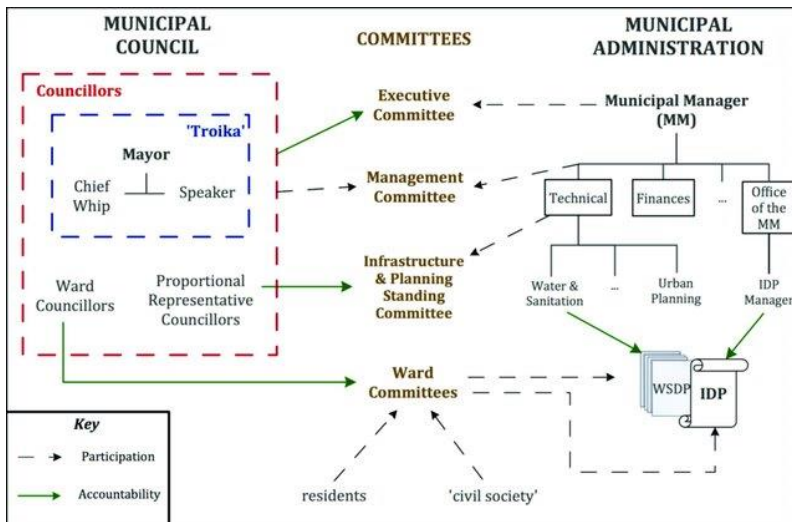 MUNICIPAL
COUNCIL
COMMITTEES
MUNICIPAL
ADMINISTRATION
Councillors
'Troika'
Mayor
Chief
Whip
Speaker
Ward
Councillors
Proportional
Representative
Councillors
Executive
Committee
Management
Committee
Infrastructure
& Planning
Standing
Committee
Ward
Committees
residents
'civil society'
Municipal Manager
(MM)
Technical
Finances
...
Office
of the
MM
Water &
Sanitation
...
Urban
Planning
IDP
Manager
WSDP
IDP
Key
Participation
Accountability